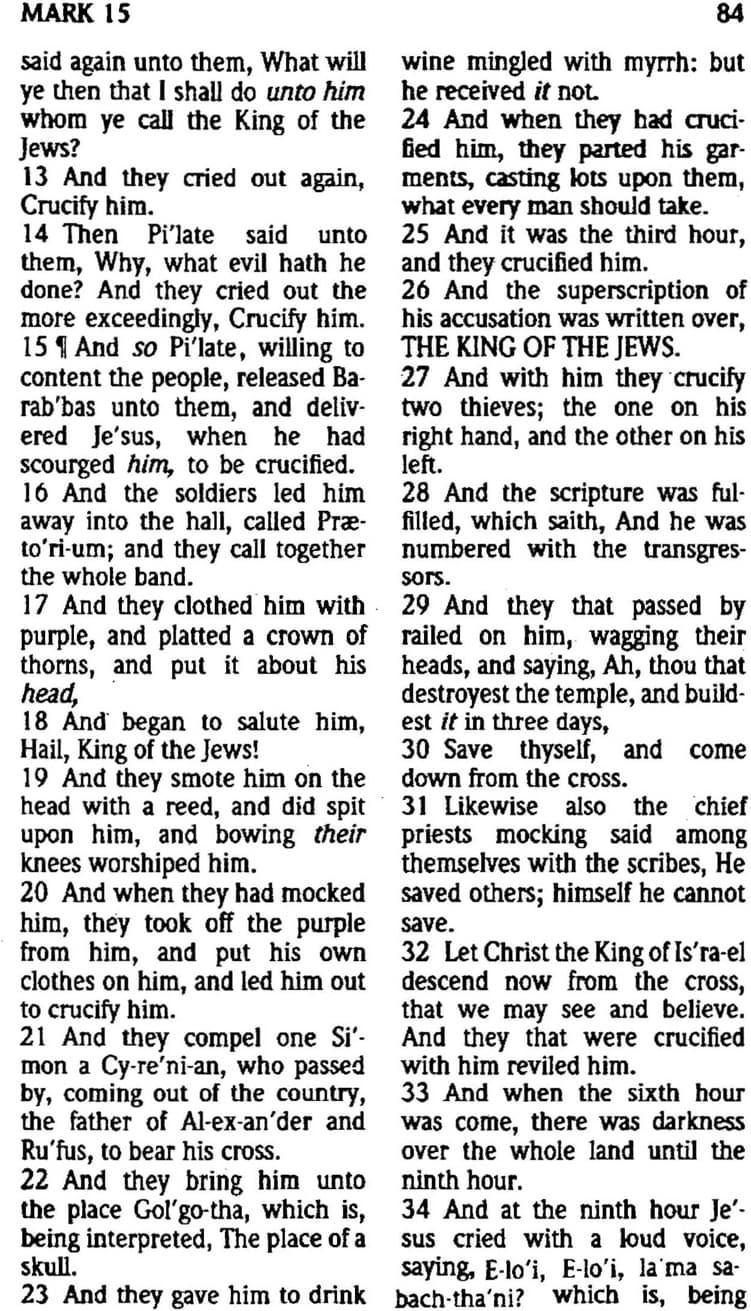 MARK 15
84
said again unto them, What will
ye then that I shall do unto him
whom ye call the King of the
Jews?
13 And they cried out again,
Crucify him.
14 Then Pi'late said unto
them, Why, what evil hath he
done? And they cried out the
more exceedingly, Crucify him.
15 ¶ And so Pi'late, willing to
content the people, released Ba-
rab'bas unto them, and deliv-
ered Je'sus, when he had
scourged him, to be crucified.
16 And the soldiers led him
away into the hall, called Præ-
to'ri-um; and they call together
the whole band.
17 And they clothed him with
purple, and platted a crown of
thorns, and put it about his
head,
18 And began to salute him,
Hail, King of the Jews!
19 And they smote him on the
head with a reed, and did spit
upon him, and bowing their
knees worshiped him.
20 And when they had mocked
him, they took off the purple
from him, and put his own
clothes on him, and led him out
to crucify him.
21 And they compel one Si'-
mon a Cy-re'ni-an, who passed
by, coming out of the country,
the father of Al-ex-an'der and
Ru'fus, to bear his cross.
22 And they bring him unto
the place Gol'go-tha, which is,
being interpreted, The place of a
skull.
23 And they gave him to drink
wine mingled with myrrh: but
he received it not.
24 And when they had cruci-
fied him, they parted his gar-
ments, casting lots upon them,
what every man should take.
25 And it was the third hour,
and they crucified him.
26 And the superscription of
his accusation was written over,
THE KING OF THE JEWS.
27 And with him they crucify
two thieves; the one on his
right hand, and the other on his
left.
28 And the scripture was ful-
filled, which saith, And he was
numbered with the transgres-
sors.
29 And they that passed by
railed on him, wagging their
heads, and saying, Ah, thou that
destroyest the temple, and build-
est it in three days,
30 Save thyself, and come
down from the cross.
31 Likewise also the chief
priests mocking said among
themselves with the scribes, He
saved others; himself he cannot
save.
32 Let Christ the King of Is'ra-el
descend now from the cross,
that we may see and believe.
And they that were crucified
with him reviled him.
33 And when the sixth hour
was come, there was darkness
over the whole land until the
ninth hour.
34 And at the ninth hour Je'-
sus cried with a loud voice,
saying, E-lo'i, E-lo'i, la'ma sa-
bach-tha'ni? which is, being